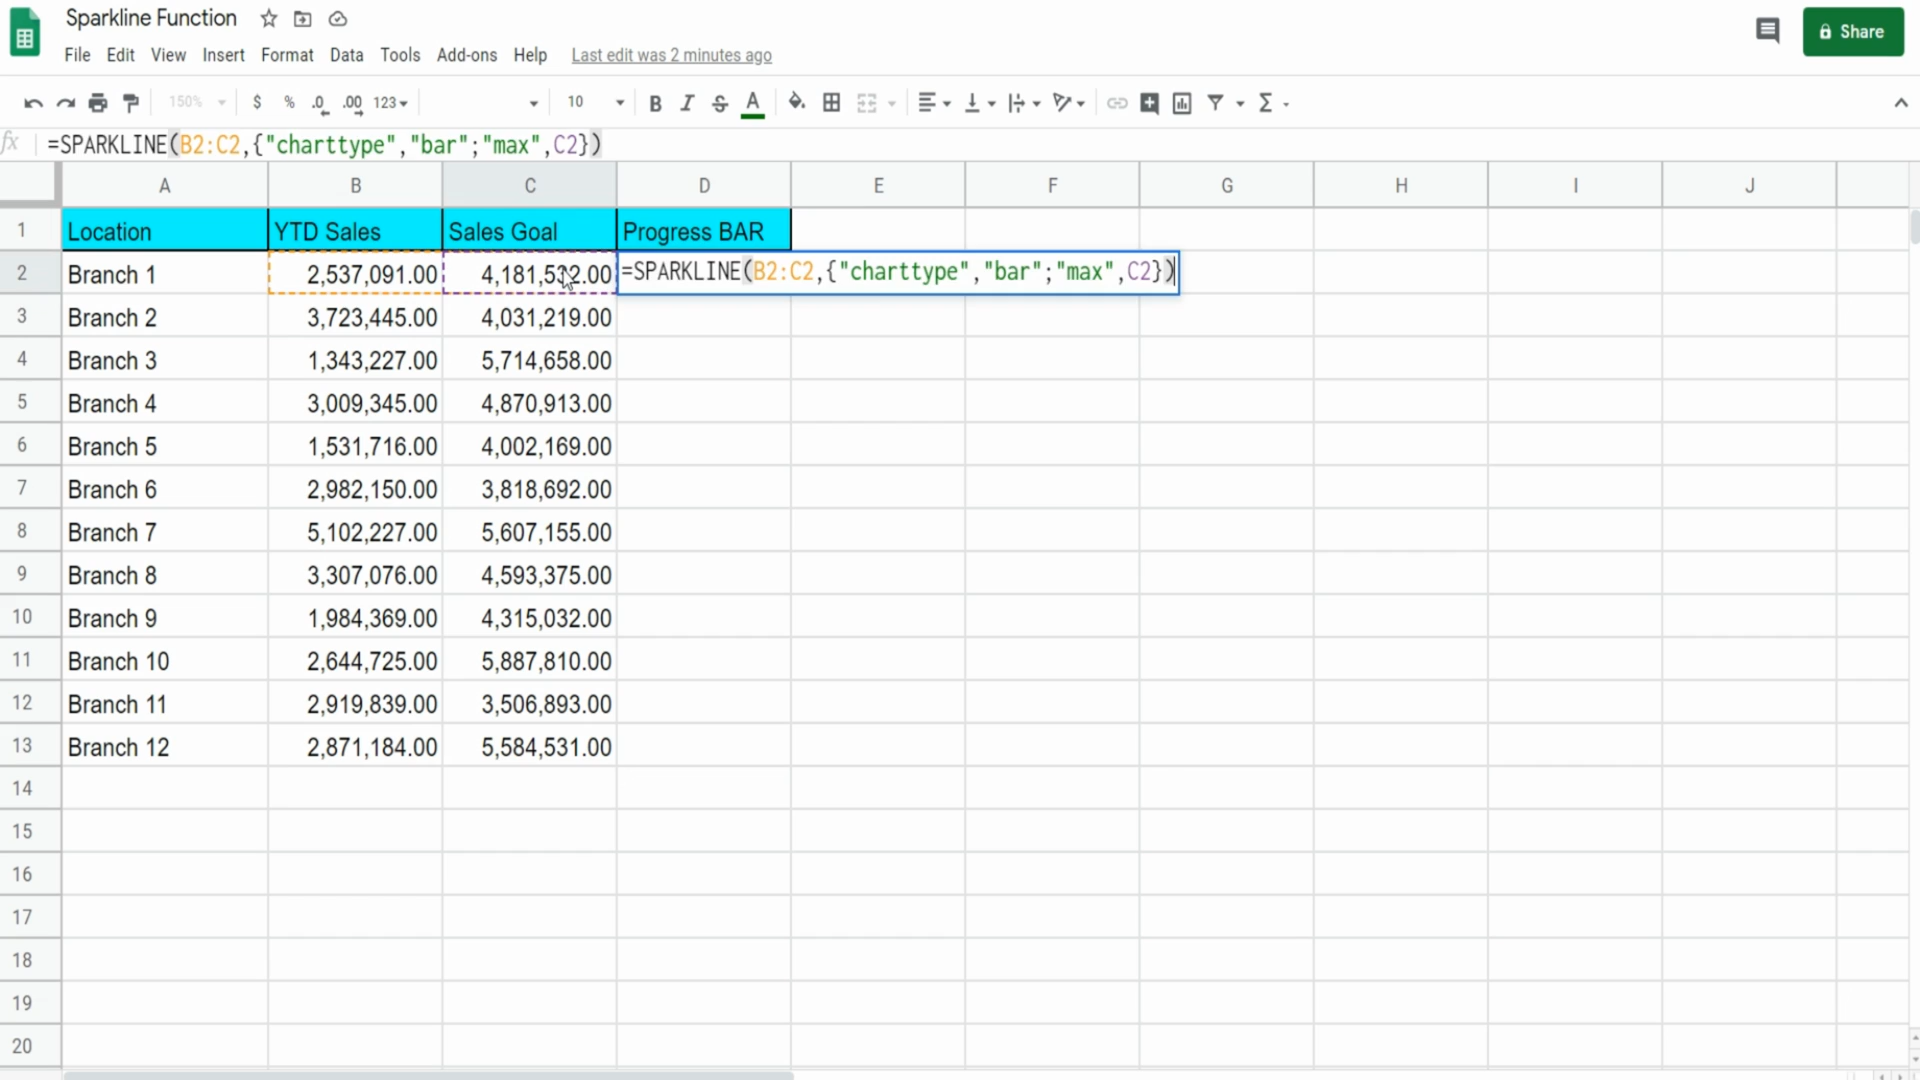 Sparkline Function
File Edit View Insert Format Data Tools Add-ons Help Last edit was 2 minutes ago
Share
150% $ % .0 .00 123 10 B I S A Σ
fx =SPARKLINE(B2:C2,{"charttype","bar";"max",C2})
A B C D E F G H I J
1 Location YTD Sales Sales Goal Progress BAR
2 Branch 1 2,537,091.00 =SPARKLINE(B2:C2,{"charttype","bar";"max",C2})
3 Branch 2 3,723,445.00 4,031,219.00
4 Branch 3 1,343,227.00 5,714,658.00
5 Branch 4 3,009,345.00 4,870,913.00
6 Branch 5 1,531,716.00 4,002,169.00
7 Branch 6 2,982,150.00 3,818,692.00
8 Branch 7 5,102,227.00 5,607,155.00
9 Branch 8 3,307,076.00 4,593,375.00
10 Branch 9 1,984,369.00 4,315,032.00
11 Branch 10 2,644,725.00 5,887,810.00
12 Branch 11 2,919,839.00 3,506,893.00
13 Branch 12 2,871,184.00 5,584,531.00
14
15
16
17
18
19
20